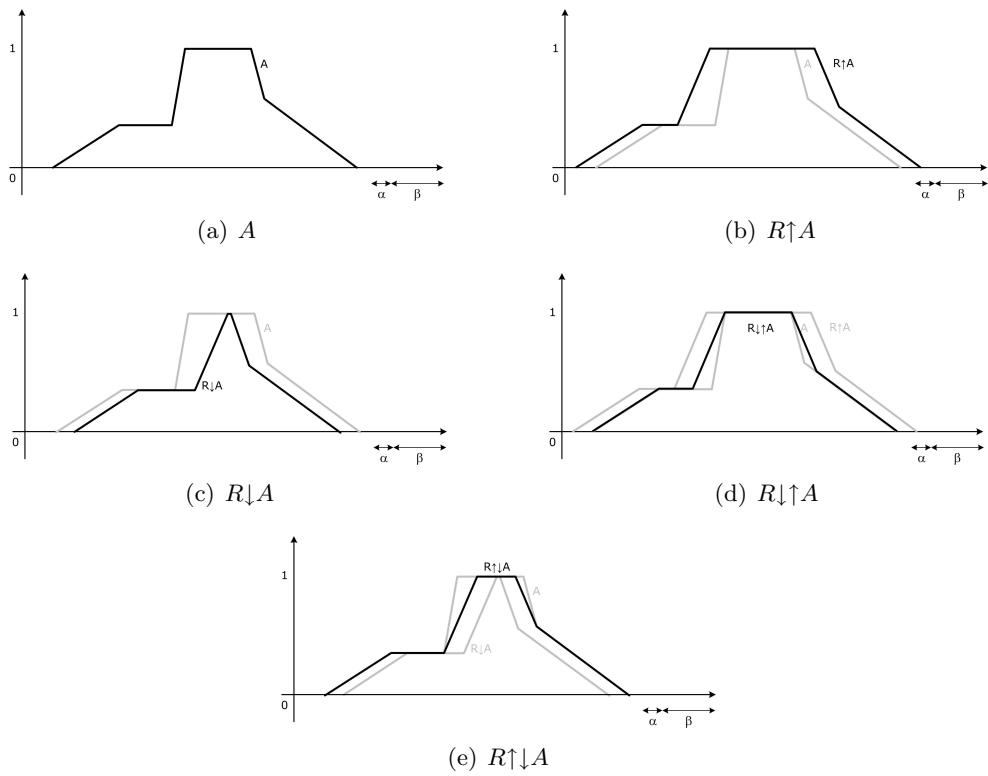 1
A
0
α β
(a) A
1
A R↑A
0
α β
(b) R↑A
1
A
R↓A
0
α β
(c) R↓A
1
R↓↑A A R↑A
0
α β
(d) R↓↑A
R↑↓A
1
A
R↓A
0
α β
(e) R↑↓A